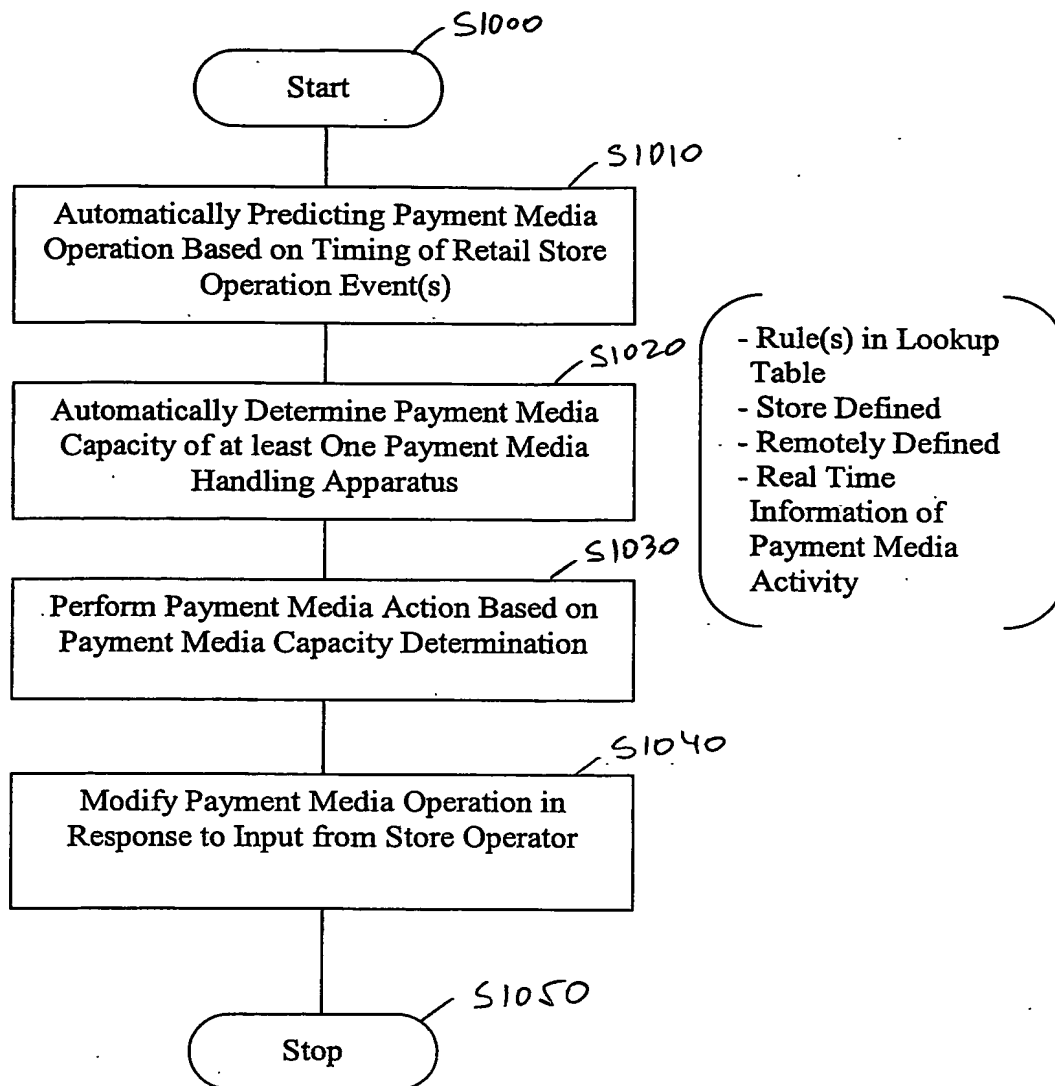 S1000
Start
S1010
Automatically Predicting Payment Media
Operation Based on Timing of Retail Store
Operation Event(s)
S1020
Automatically Determine Payment Media
Capacity of at least One Payment Media
Handling Apparatus
- Rule(s) in Lookup
Table
- Store Defined
- Remotely Defined
- Real Time
Information of
Payment Media
Activity
S1030
Perform Payment Media Action Based on
Payment Media Capacity Determination
S1040
Modify Payment Media Operation in
Response to Input from Store Operator
S1050
Stop